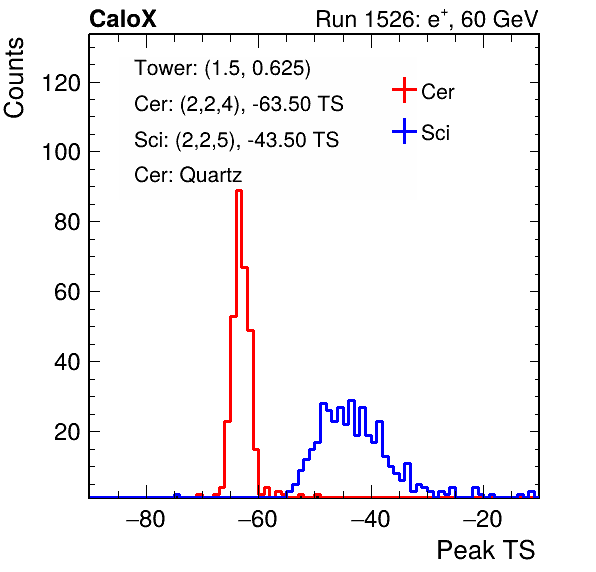 CaloX Run 1526: e⁺, 60 GeV
Counts
Tower: (1.5, 0.625)
Cer: (2,2,4), -63.50 TS
Sci: (2,2,5), -43.50 TS
Cer: Quartz
Cer
Sci
120
100
80
60
40
20
−80 −60 −40 −20
Peak TS